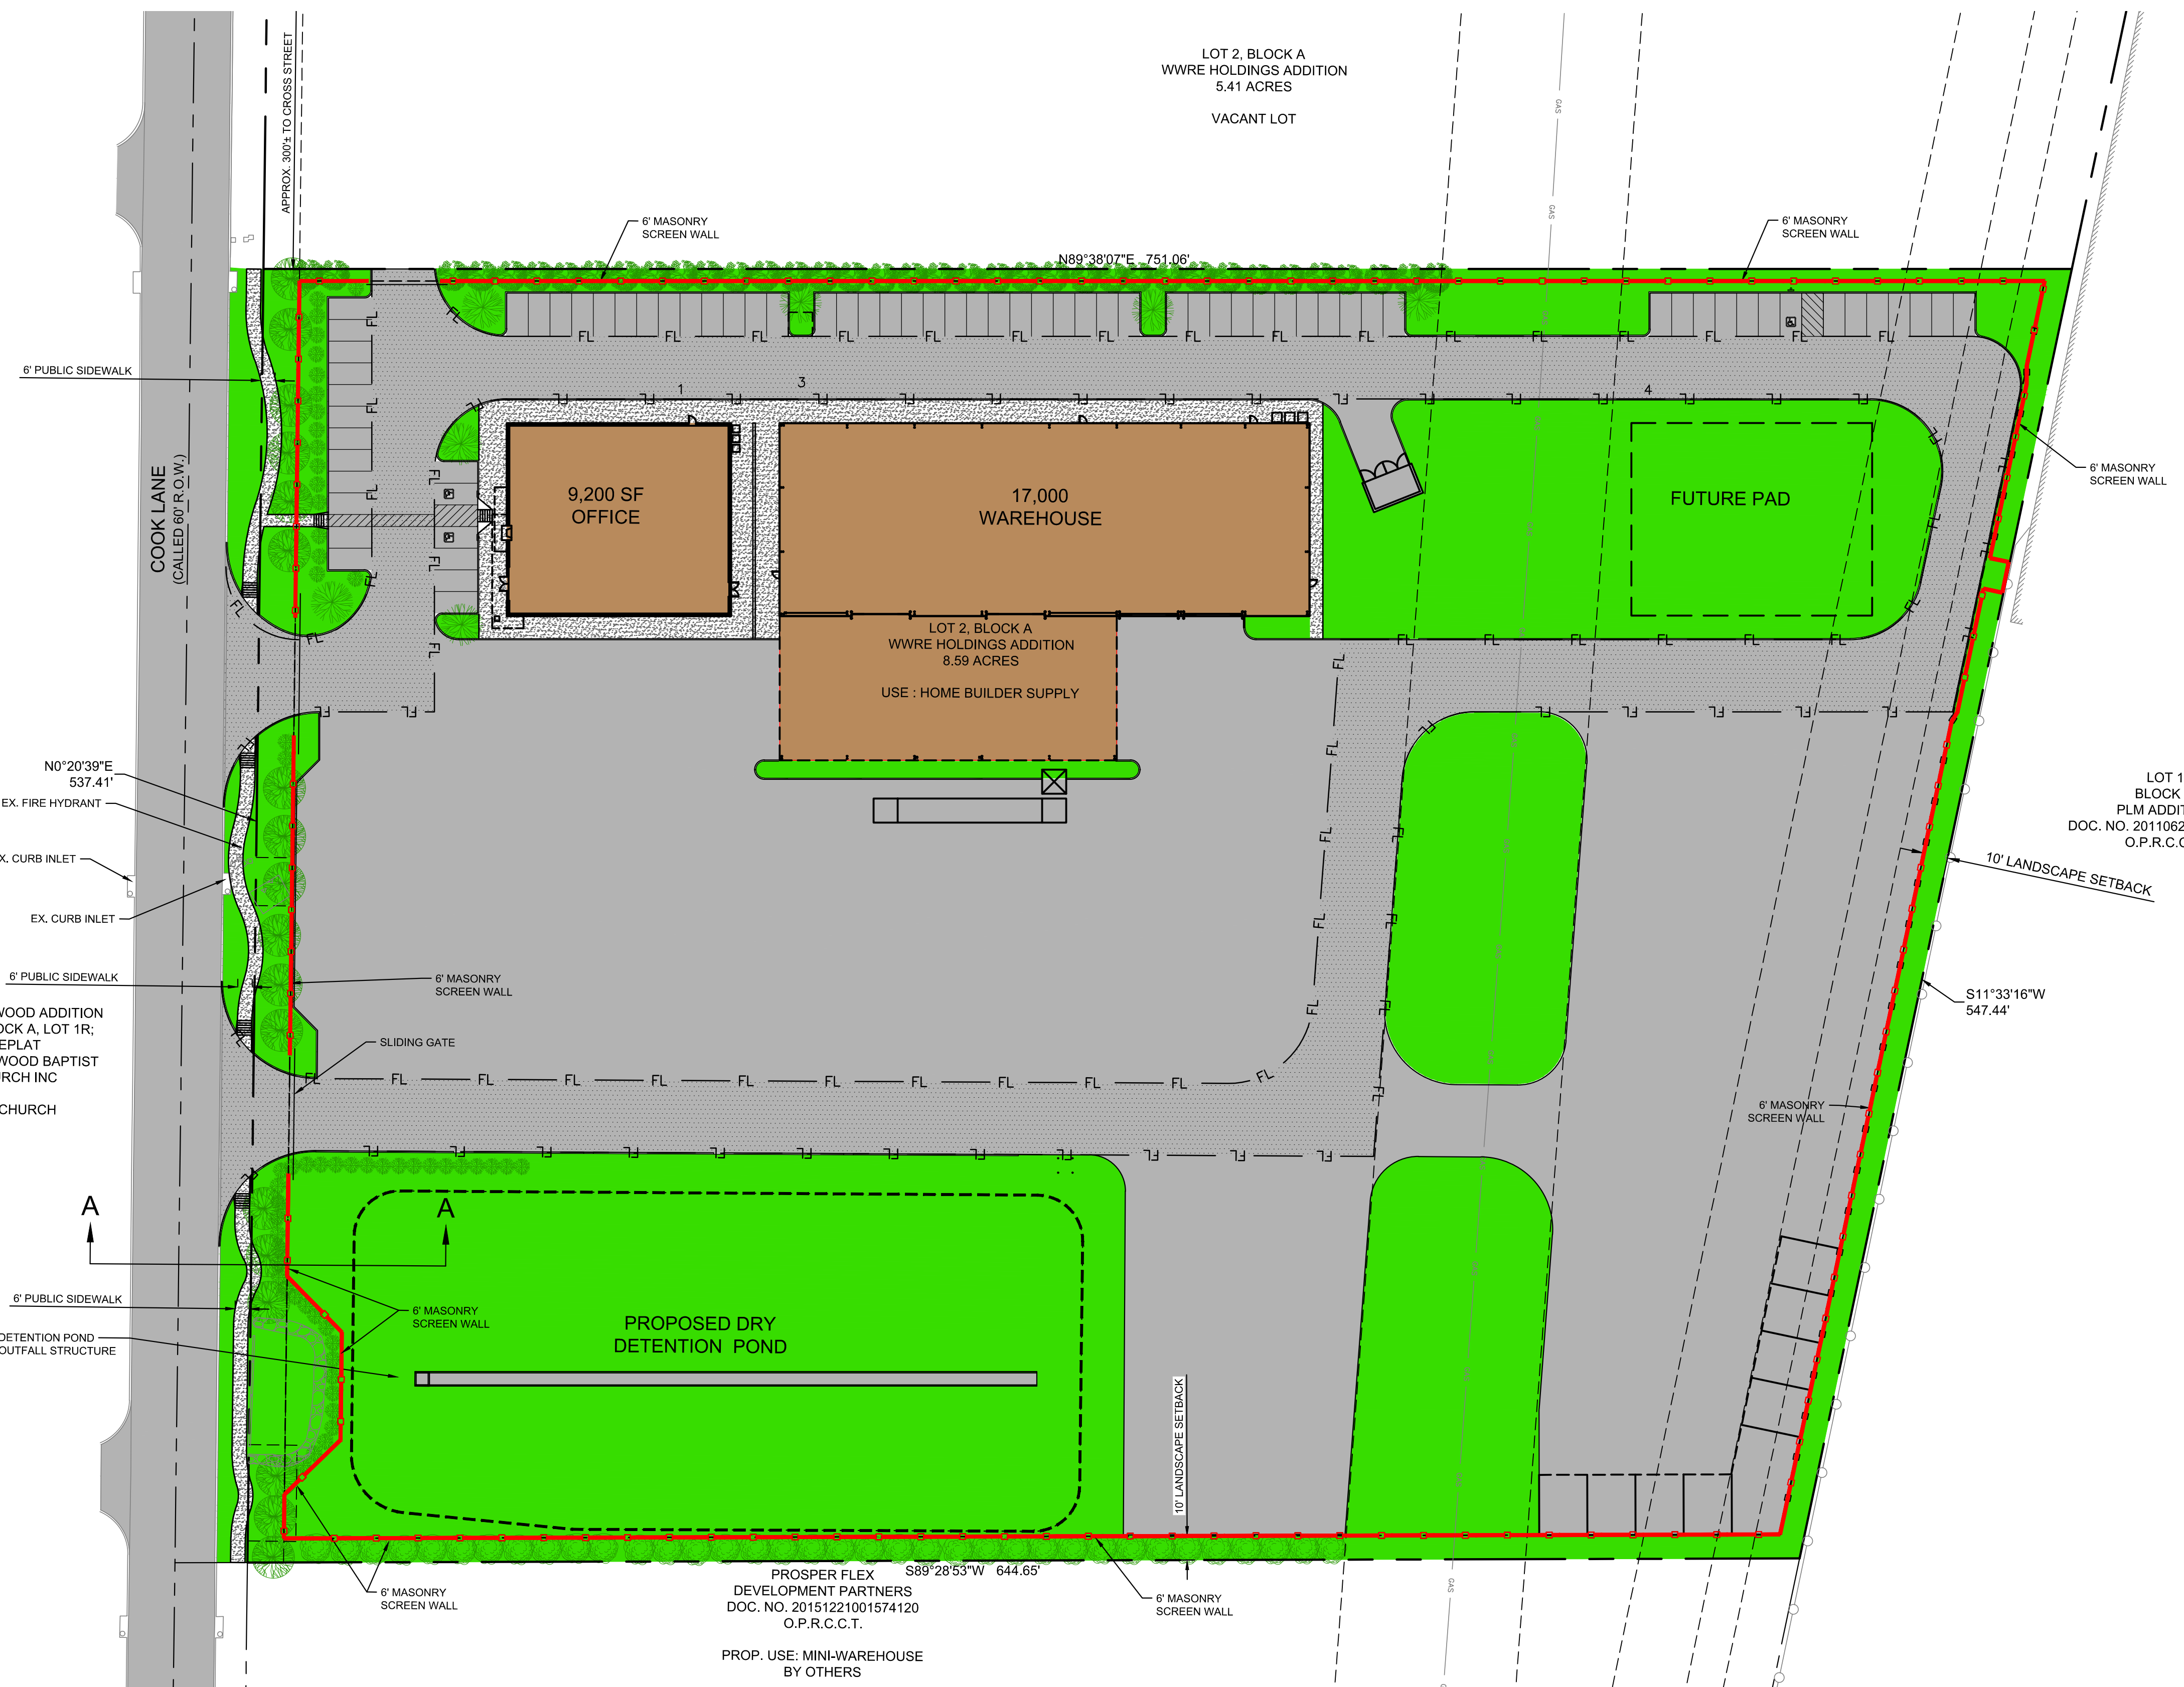 LOT 2, BLOCK A
WWRE HOLDINGS ADDITION
5.41 ACRES
VACANT LOT
APPROX. 300'± TO CROSS STREET
6' MASONRY
SCREEN WALL
6' MASONRY
SCREEN WALL
N89°38'07"E 751.06'
6' PUBLIC SIDEWALK
1
3
4
COOK LANE
(CALLED 60' R.O.W.)
9,200 SF
OFFICE
17,000
WAREHOUSE
FUTURE PAD
6' MASONRY
SCREEN WALL
LOT 2, BLOCK A
WWRE HOLDINGS ADDITION
8.59 ACRES
USE : HOME BUILDER SUPPLY
N0°20'39"E
537.41'
EX. FIRE HYDRANT
X. CURB INLET
EX. CURB INLET
LOT 1
BLOCK
PLM ADDIT
DOC. NO. 2011062
O.P.R.C.C
10' LANDSCAPE SETBACK
6' PUBLIC SIDEWALK
6' MASONRY
SCREEN WALL
S11°33'16"W
547.44'
WOOD ADDITION
OCK A, LOT 1R;
EPLAT
WOOD BAPTIST
URCH INC
CHURCH
SLIDING GATE
6' MASONRY
SCREEN WALL
A
A
6' PUBLIC SIDEWALK
6' MASONRY
SCREEN WALL
DETENTION POND
OUTFALL STRUCTURE
PROPOSED DRY
DETENTION POND
10' LANDSCAPE SETBACK
S89°28'53"W 644.65'
6' MASONRY
SCREEN WALL
PROSPER FLEX
DEVELOPMENT PARTNERS
DOC. NO. 20151221001574120
O.P.R.C.C.T.
PROP. USE: MINI-WAREHOUSE
BY OTHERS
6' MASONRY
SCREEN WALL
FL
GAS